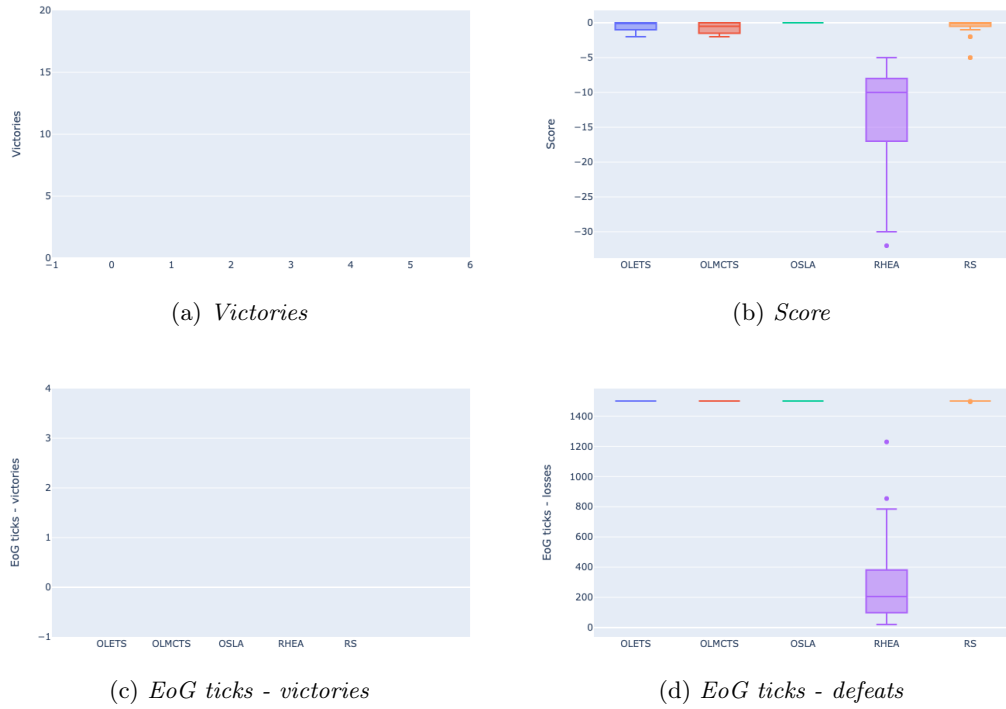 20
15
10
5
0
Victories
−1 0 1 2 3 4 5 6
(a) Victories
0
−5
−10
−15
−20
−25
−30
Score
OLETS OLMCTS OSLA RHEA RS
(b) Score
4
3
2
1
0
−1
EoG ticks - victories
OLETS OLMCTS OSLA RHEA RS
(c) EoG ticks - victories
1400
1200
1000
800
600
400
200
0
EoG ticks - losses
OLETS OLMCTS OSLA RHEA RS
(d) EoG ticks - defeats